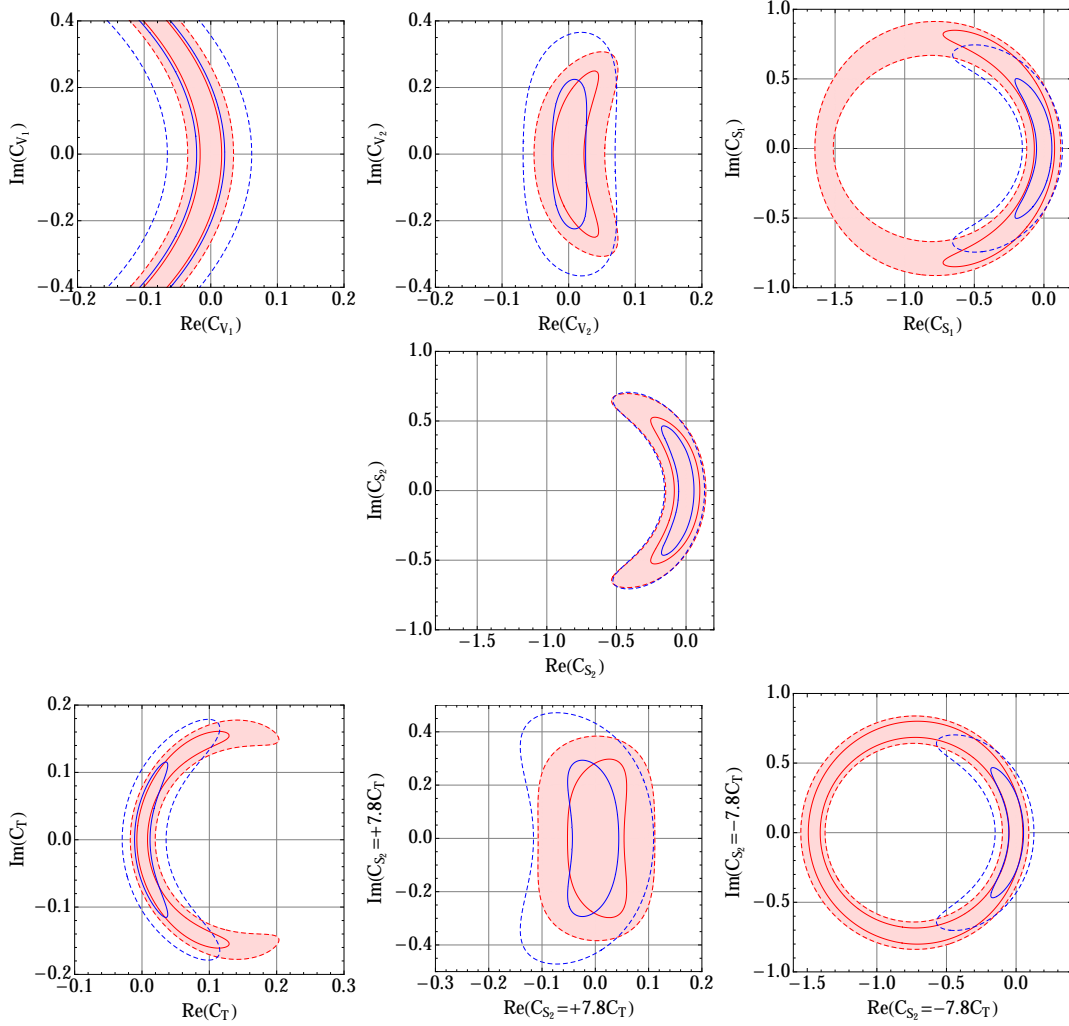 0.4
0.2
0.0
−0.2
−0.4
−0.2 −0.1 0.0 0.1 0.2
Im(C_{V_1})
Re(C_{V_1})
0.4
0.2
0.0
−0.2
−0.4
−0.2 −0.1 0.0 0.1 0.2
Im(C_{V_2})
Re(C_{V_2})
1.0
0.5
0.0
−0.5
−1.0
−1.5 −1.0 −0.5 0.0
Im(C_{S_1})
Re(C_{S_1})
1.0
0.5
0.0
−0.5
−1.0
−1.5 −1.0 −0.5 0.0
Im(C_{S_2})
Re(C_{S_2})
0.2
0.1
0.0
−0.1
−0.2
−0.1 0.0 0.1 0.2 0.3
Im(C_T)
Re(C_T)
0.4
0.2
0.0
−0.2
−0.4
−0.2 −0.1 0.0 0.1 0.2
Im(C_{S_2}=+7.8C_T)
Re(C_{S_2}=+7.8C_T)
1.0
0.5
0.0
−0.5
−1.0
−1.5 −1.0 −0.5 0.0
Im(C_{S_2}=−7.8C_T)
Re(C_{S_2}=−7.8C_T)